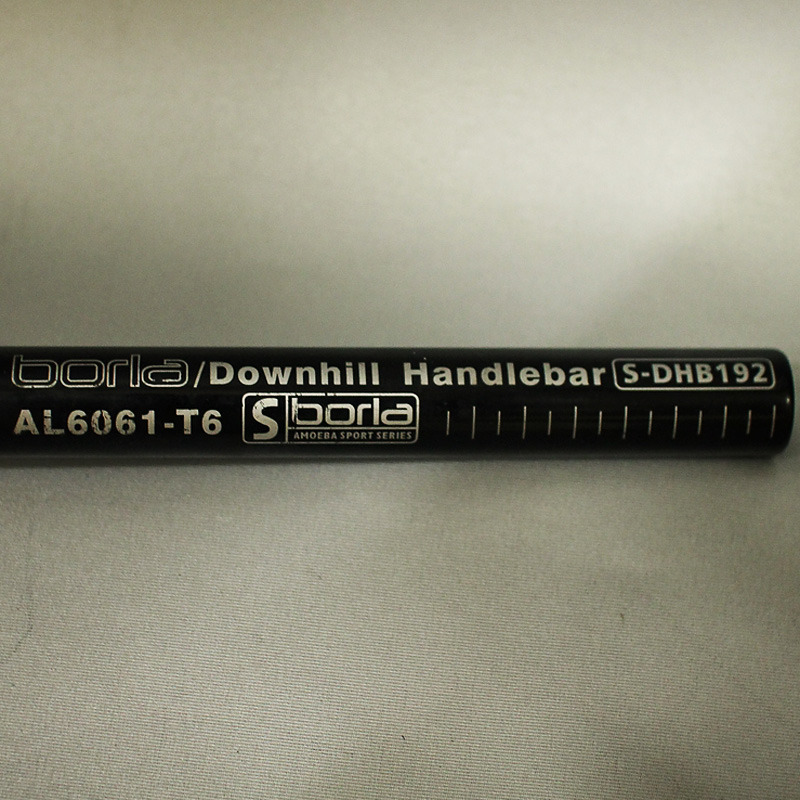 borla/Downhill Handlebar S-DHB192
AL6061-T6 S borla
AMOEBA SPORT SERIES